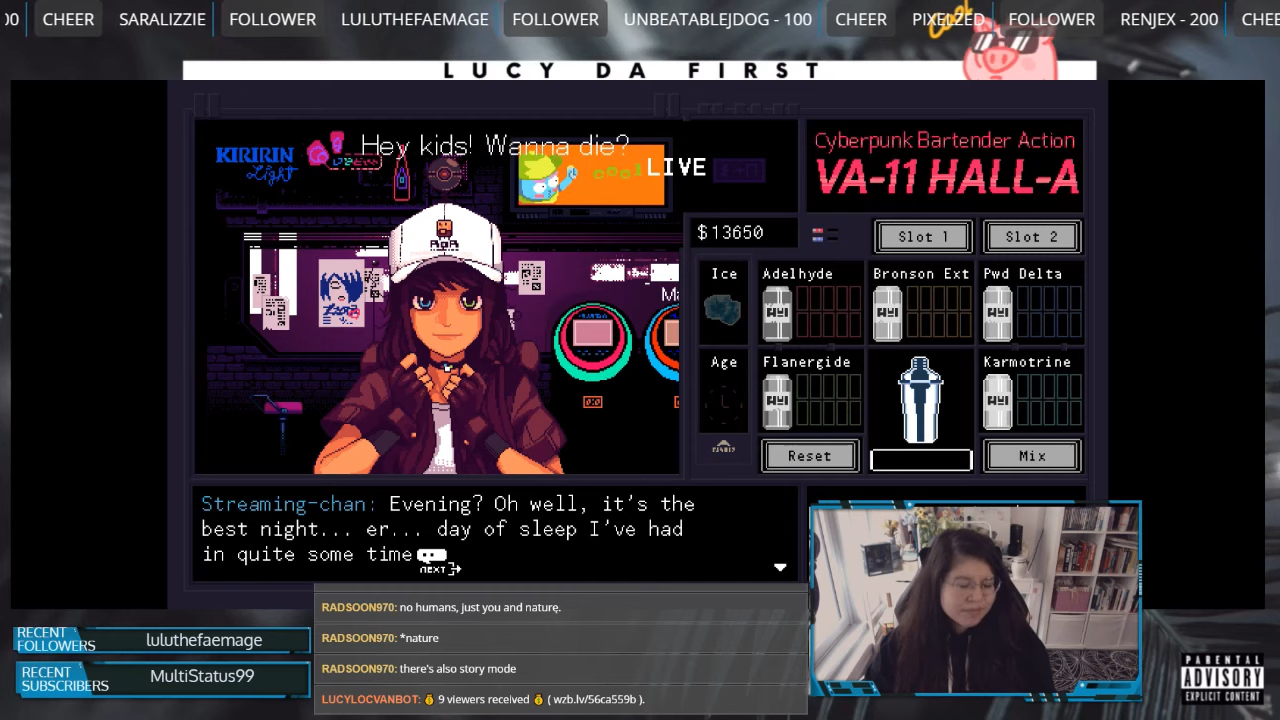 00
CHEER SARALIZZIE
FOLLOWER LULUTHEFAEMAGE
FOLLOWER UNBEATABLEJDOG - 100
CHEER PIXELZED
FOLLOWER RENJEX - 200
CHEE
Cool
LUCY DA FIRST
Hey kids! Wanna die?
KIRIRIN
Light
LIVE
Cyberpunk Bartender Action
VA-11 HALL-A
$13650
Slot 1
Slot 2
Ice
Adelhyde
Bronson Ext
Pwd Delta
Age
Flanergide
Karmotrine
Reset
Mix
Streaming-chan: Evening? Oh well, it's the
best night... er... day of sleep I've had
in quite some time
NEXT
RADSOON970: no humans, just you and nature.
RADSOON970: *nature
RADSOON970: there's also story mode
LUCYLOCVANBOT: 💰 9 viewers received 💰 ( wzb.lv/56ca559b ).
RECENT
FOLLOWERS
luluthefaemage
RECENT
SUBSCRIBERS
MultiStatus99
PARENTAL
ADVISORY
EXPLICIT CONTENT